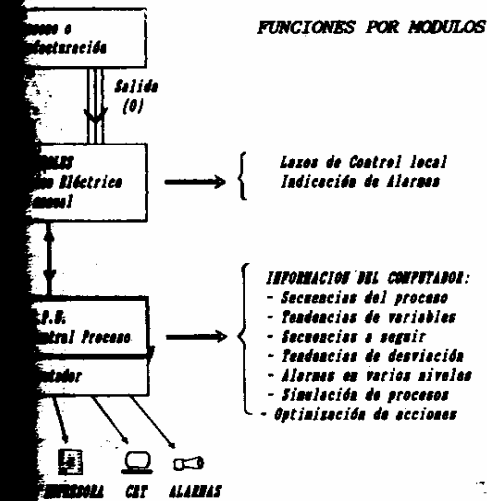 FUNCIONES POR MODULOS
o
Salida
(O)
Eléctrica
Lazos de Control local
Indicación de Alarmas
INFORMACION DEL COMPUTADOR:
- Secuencias del proceso
- Tendencias de variables
- Secuencias a seguir
- Tendencias de desviación
- Alarmas en varios niveles
- Simulación de procesos
- Optimización de acciones
Proceso
CRT ALARMAS